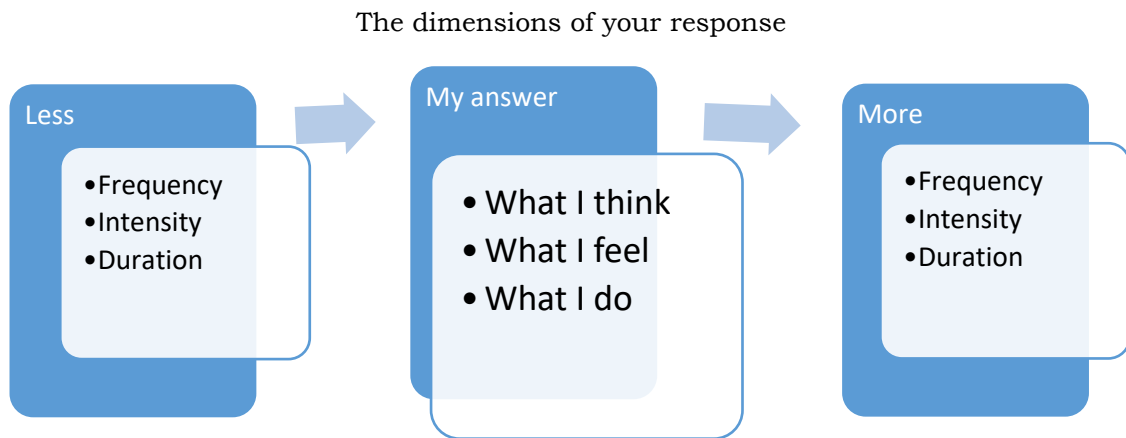 The dimensions of your response
Less
•Frequency
•Intensity
•Duration
My answer
• What I think
• What I feel
• What I do
More
•Frequency
•Intensity
•Duration